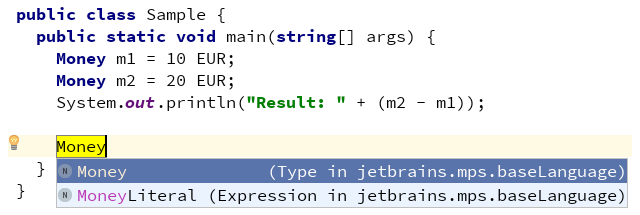 public class Sample {
public static void main(string[] args) {
Money m1 = 10 EUR;
Money m2 = 20 EUR;
System.out.println("Result: " + (m2 - m1));
Money
N Money (Type in jetbrains.mps.baseLanguage)
N MoneyLiteral (Expression in jetbrains.mps.baseLanguage)
}
}